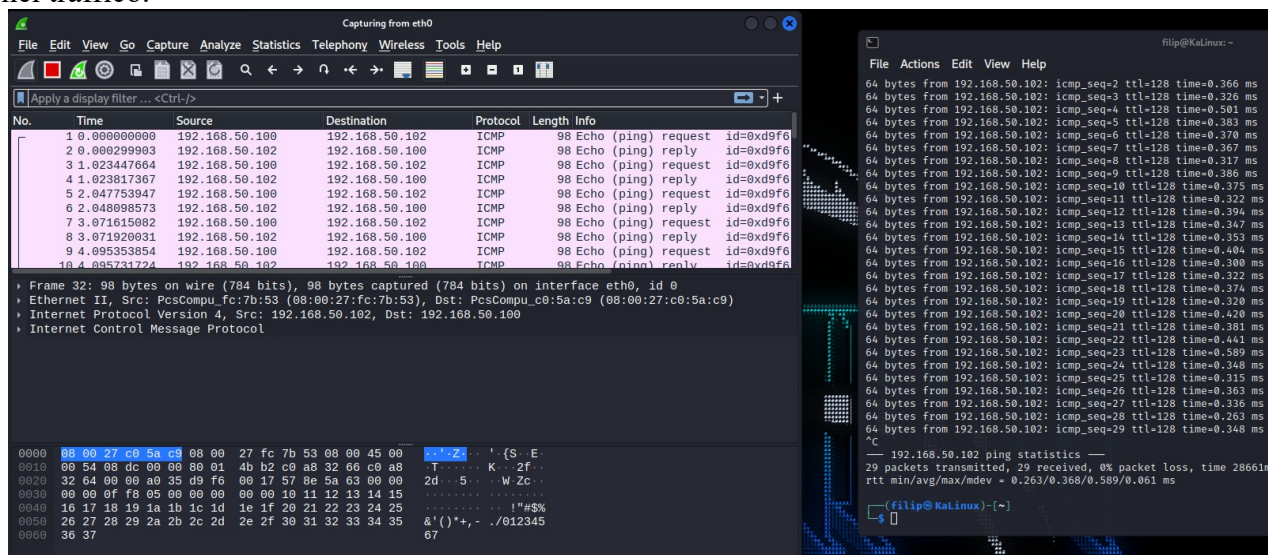 Capturing from eth0
File Edit View Go Capture Analyze Statistics Telephony Wireless Tools Help
Apply a display filter … <Ctrl-/>
No. Time Source Destination Protocol Length Info
1 0.000000000 192.168.50.100 192.168.50.102 ICMP 98 Echo (ping) request id=0xd9f6
2 0.000299903 192.168.50.102 192.168.50.100 ICMP 98 Echo (ping) reply id=0xd9f6
3 1.023447664 192.168.50.100 192.168.50.102 ICMP 98 Echo (ping) request id=0xd9f6
4 1.023817367 192.168.50.102 192.168.50.100 ICMP 98 Echo (ping) reply id=0xd9f6
5 2.047753947 192.168.50.100 192.168.50.102 ICMP 98 Echo (ping) request id=0xd9f6
6 2.048098573 192.168.50.102 192.168.50.100 ICMP 98 Echo (ping) reply id=0xd9f6
7 3.071615082 192.168.50.100 192.168.50.102 ICMP 98 Echo (ping) request id=0xd9f6
8 3.071920031 192.168.50.102 192.168.50.100 ICMP 98 Echo (ping) reply id=0xd9f6
9 4.095353854 192.168.50.100 192.168.50.102 ICMP 98 Echo (ping) request id=0xd9f6
10 4.095731724 192.168.50.102 192.168.50.100 ICMP 98 Echo (ping) reply id=0xd9f6
Frame 32: 98 bytes on wire (784 bits), 98 bytes captured (784 bits) on interface eth0, id 0
Ethernet II, Src: PcsCompu_fc:7b:53 (08:00:27:fc:7b:53), Dst: PcsCompu_c0:5a:c9 (08:00:27:c0:5a:c9)
Internet Protocol Version 4, Src: 192.168.50.102, Dst: 192.168.50.100
Internet Control Message Protocol
0000 08 00 27 c0 5a c9 08 00 27 fc 7b 53 08 00 45 00 ··'·Z··· '·{S··E·
0010 00 54 08 dc 00 00 80 01 4b b2 c0 a8 32 66 c0 a8 ·T······ K···2f··
0020 32 64 00 00 a0 35 d9 f6 00 17 57 8e 5a 63 00 00 2d···5·· ··W·Zc··
0030 00 00 0f f8 05 00 00 00 00 00 10 11 12 13 14 15 ········ ········
0040 16 17 18 19 1a 1b 1c 1d 1e 1f 20 21 22 23 24 25 ········ ·· !"#$%
0050 26 27 28 29 2a 2b 2c 2d 2e 2f 30 31 32 33 34 35 &'()*+,- ./012345
0060 36 37 67
filip@KaLinux: ~
File Actions Edit View Help
64 bytes from 192.168.50.102: icmp_seq=2 ttl=128 time=0.366 ms
64 bytes from 192.168.50.102: icmp_seq=3 ttl=128 time=0.326 ms
64 bytes from 192.168.50.102: icmp_seq=4 ttl=128 time=0.501 ms
64 bytes from 192.168.50.102: icmp_seq=5 ttl=128 time=0.383 ms
64 bytes from 192.168.50.102: icmp_seq=6 ttl=128 time=0.370 ms
64 bytes from 192.168.50.102: icmp_seq=7 ttl=128 time=0.367 ms
64 bytes from 192.168.50.102: icmp_seq=8 ttl=128 time=0.317 ms
64 bytes from 192.168.50.102: icmp_seq=9 ttl=128 time=0.386 ms
64 bytes from 192.168.50.102: icmp_seq=10 ttl=128 time=0.375 ms
64 bytes from 192.168.50.102: icmp_seq=11 ttl=128 time=0.322 ms
64 bytes from 192.168.50.102: icmp_seq=12 ttl=128 time=0.394 ms
64 bytes from 192.168.50.102: icmp_seq=13 ttl=128 time=0.347 ms
64 bytes from 192.168.50.102: icmp_seq=14 ttl=128 time=0.353 ms
64 bytes from 192.168.50.102: icmp_seq=15 ttl=128 time=0.404 ms
64 bytes from 192.168.50.102: icmp_seq=16 ttl=128 time=0.300 ms
64 bytes from 192.168.50.102: icmp_seq=17 ttl=128 time=0.322 ms
64 bytes from 192.168.50.102: icmp_seq=18 ttl=128 time=0.374 ms
64 bytes from 192.168.50.102: icmp_seq=19 ttl=128 time=0.320 ms
64 bytes from 192.168.50.102: icmp_seq=20 ttl=128 time=0.420 ms
64 bytes from 192.168.50.102: icmp_seq=21 ttl=128 time=0.381 ms
64 bytes from 192.168.50.102: icmp_seq=22 ttl=128 time=0.441 ms
64 bytes from 192.168.50.102: icmp_seq=23 ttl=128 time=0.589 ms
64 bytes from 192.168.50.102: icmp_seq=24 ttl=128 time=0.348 ms
64 bytes from 192.168.50.102: icmp_seq=25 ttl=128 time=0.315 ms
64 bytes from 192.168.50.102: icmp_seq=26 ttl=128 time=0.363 ms
64 bytes from 192.168.50.102: icmp_seq=27 ttl=128 time=0.336 ms
64 bytes from 192.168.50.102: icmp_seq=28 ttl=128 time=0.263 ms
64 bytes from 192.168.50.102: icmp_seq=29 ttl=128 time=0.348 ms
^C
--- 192.168.50.102 ping statistics ---
29 packets transmitted, 29 received, 0% packet loss, time 28661m
rtt min/avg/max/mdev = 0.263/0.368/0.589/0.061 ms
(filip㉿KaLinux)-[~]
$